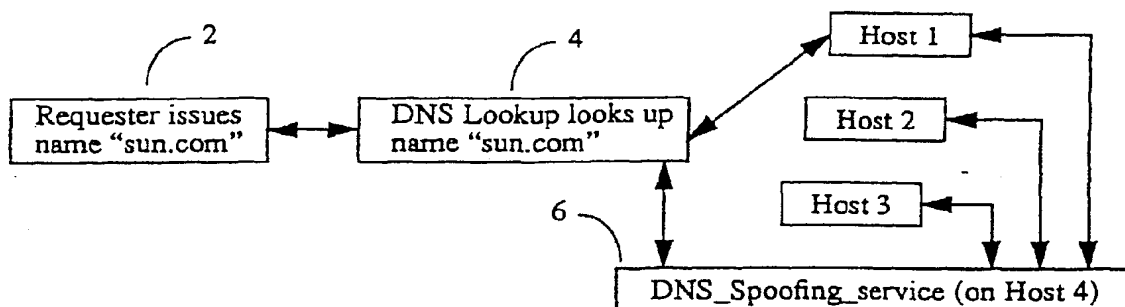 2
4
Host 1
Requester issues
name “sun.com”
DNS Lookup looks up
name “sun.com”
Host 2
Host 3
6
DNS_Spoofing_service (on Host 4)